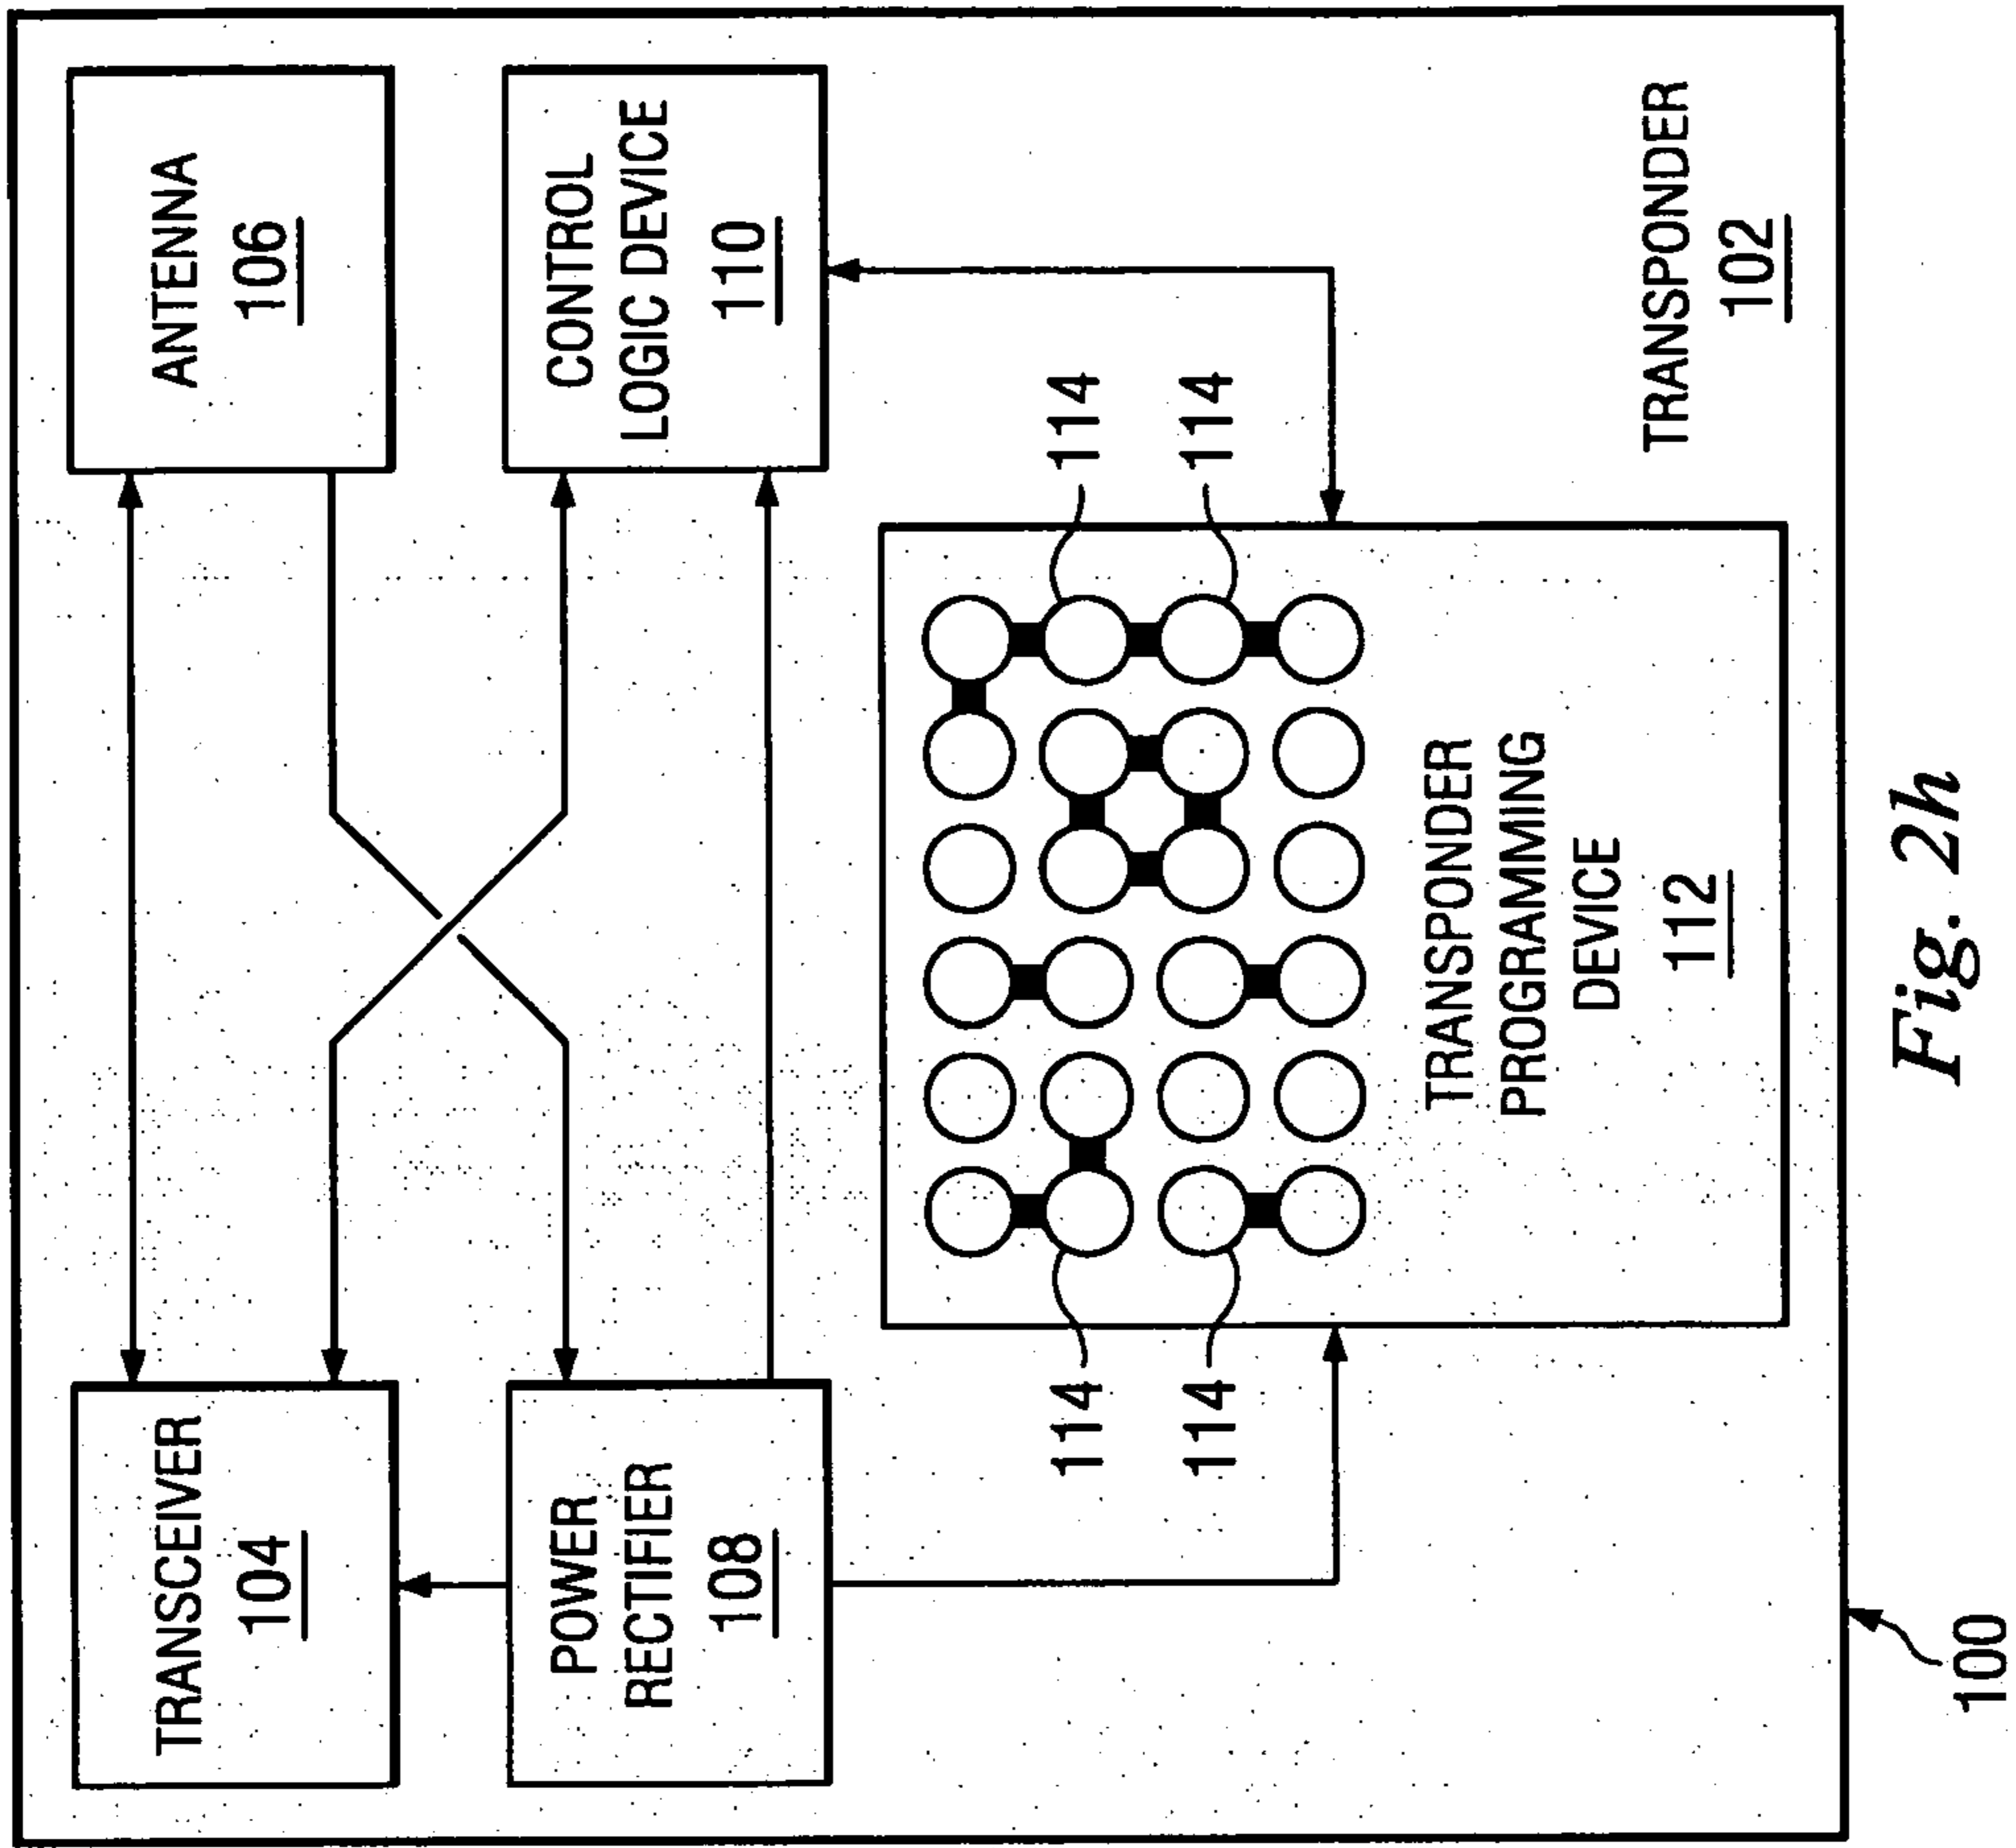 TRANSCEIVER
104
ANTENNA
106
POWER
RECTIFIER
108
CONTROL
LOGIC DEVICE
110
114
114
114
114
TRANSPONDER
PROGRAMMING
DEVICE
112
TRANSPONDER
102
100
Fig. 2h